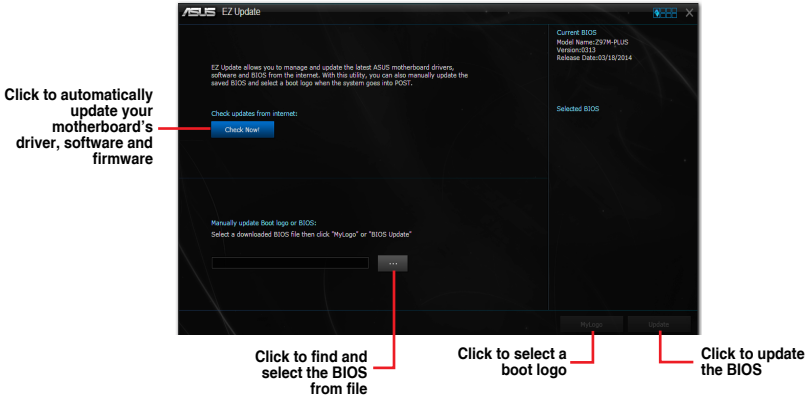 ASUS EZ Update
X
EZ Update allows you to manage and update the latest ASUS motherboard drivers,
software and BIOS from the internet. With this utility, you can also manually update the
saved BIOS and select a boot logo when the system goes into POST.
Check updates from internet:
Check Now!
Manually update Boot logo or BIOS:
Select a downloaded BIOS file then click "MyLogo" or "BIOS Update"
...
Current BIOS
Model Name:Z97M-PLUS
Version:0313
Release Date:03/18/2014
Selected BIOS
MyLogo
Update
Click to automatically
update your
motherboard's
driver, software and
firmware
Click to find and
select the BIOS
from file
Click to select a
boot logo
Click to update
the BIOS